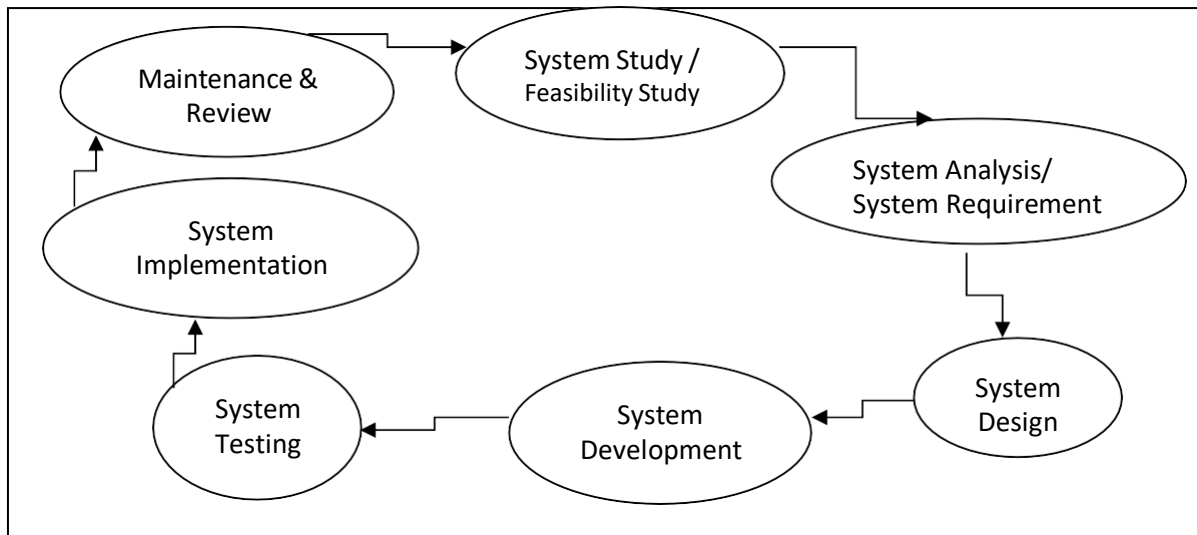 Maintenance &
Review
System Study /
Feasibility Study
System Analysis/
System Requirement
System
Implementation
System
Design
System
Development
System
Testing